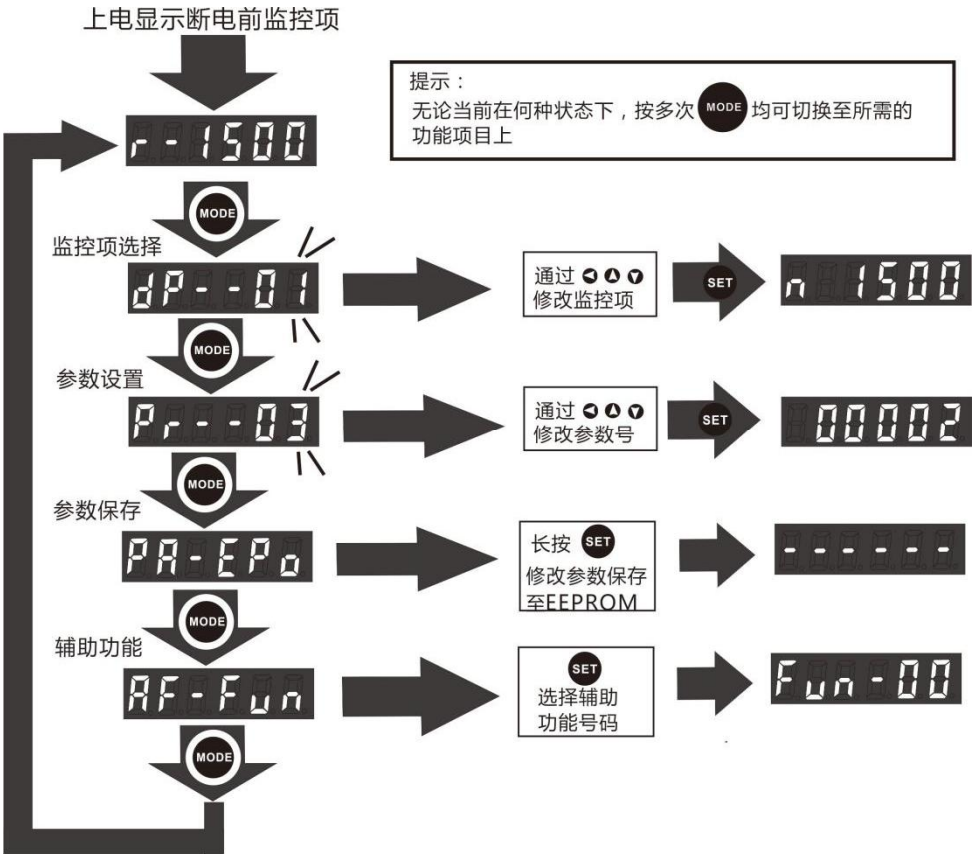 上电显示断电前监控项
提示：
无论当前在何种状态下，按多次 MODE 均可切换至所需的
功能项目上
r-1500
MODE
监控项选择
dP--01
通过
修改监控项
SET
n 1500
MODE
参数设置
Pr--03
通过
修改参数号
SET
00002
MODE
参数保存
PA-EPo
长按 SET
修改参数保存
至EEPROM
------
MODE
辅助功能
AF-Fun
SET
选择辅助
功能号码
Fun-00
MODE